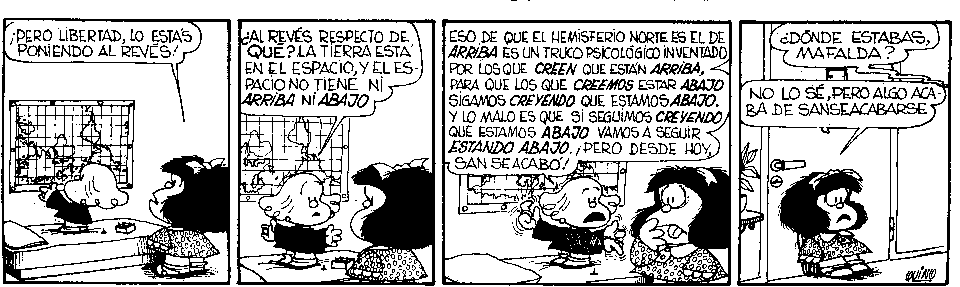 ¡PERO LIBERTAD, LO ESTÁS
PONIENDO AL REVÉS!
¿AL REVÉS RESPECTO DE
QUÉ? LA TIERRA ESTÁ
EN EL ESPACIO, Y EL ES-
PACIO NO TIENE NI
ARRIBA NI ABAJO
ESO DE QUE EL HEMISFERIO NORTE ES EL DE
ARRIBA ES UN TRUCO PSICOLÓGICO INVENTADO
POR LOS QUE CREEN QUE ESTÁN ARRIBA,
PARA QUE LOS QUE CREEMOS ESTAR ABAJO
SIGAMOS CREYENDO QUE ESTAMOS ABAJO.
Y LO MALO ES QUE SI SEGUIMOS CREYENDO
QUE ESTAMOS ABAJO VAMOS A SEGUIR
ESTANDO ABAJO. ¡PERO DESDE HOY,
SAN SEACABÓ!
¿DÓNDE ESTABAS,
MAFALDA?
NO LO SÉ, PERO ALGO ACA-
BA DE SANSEACABARSE
QUINO